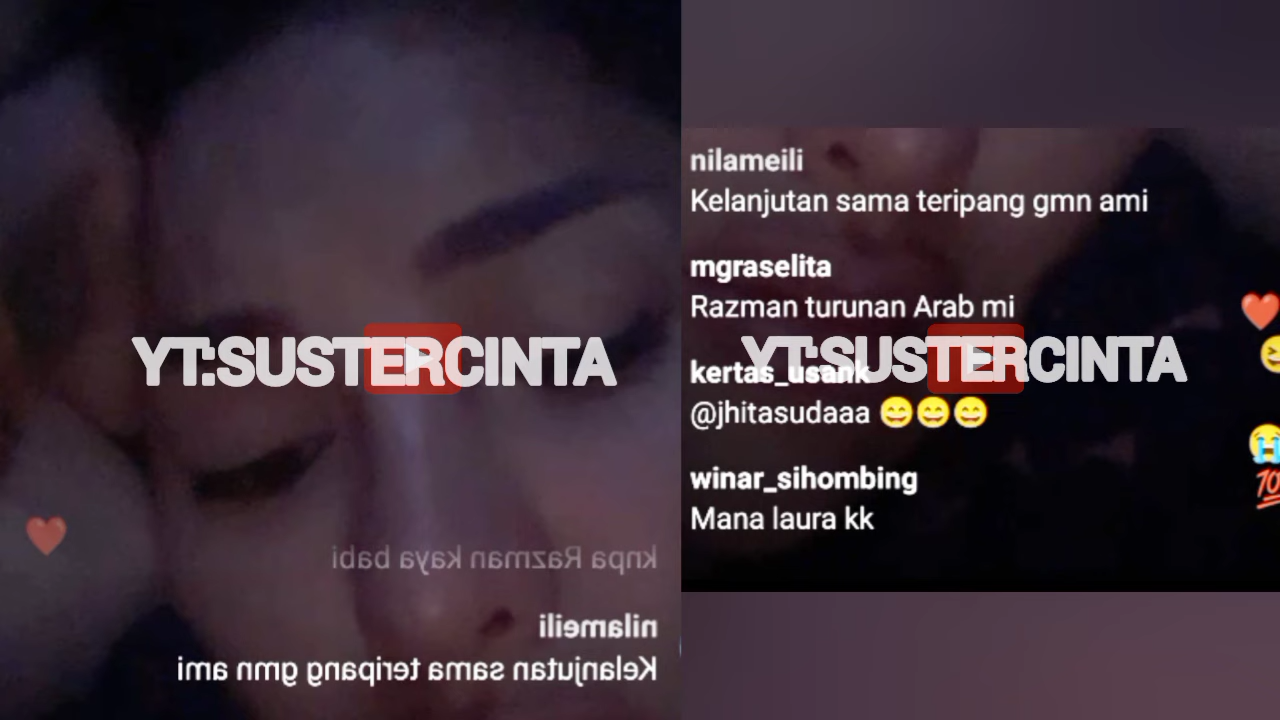 YT:SUSTERCINTA
knpa Razman kaya babi
nilameili
Kelanjutan sama teripang gmn ami
nilameili
Kelanjutan sama teripang gmn ami
mgraselita
Razman turunan Arab mi
YT:SUSTERCINTA
kertas_usank
@jhitasudaaa 😄😄😄
winar_sihombing
Mana laura kk